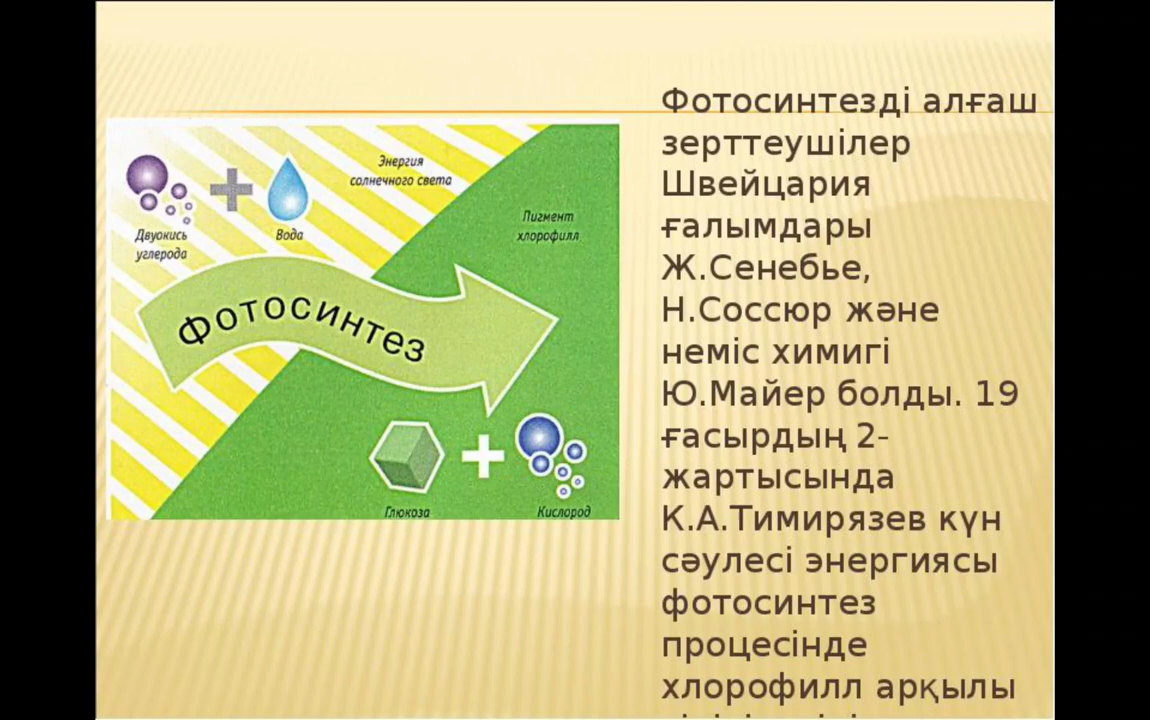 Двуокись
углерода
Вода
Энергия
солнечного света
Пигмент
хлорофилл
Фотосинтез
Глюкоза
Кислород
Фотосинтезді алғаш
зерттеушілер
Швейцария
ғалымдары
Ж.Сенебье,
Н.Соссюр және
неміс химигі
Ю.Майер болды. 19
ғасырдың 2-
жартысында
К.А.Тимирязев күн
сәулесі энергиясы
фотосинтез
процесінде
хлорофилл арқылы